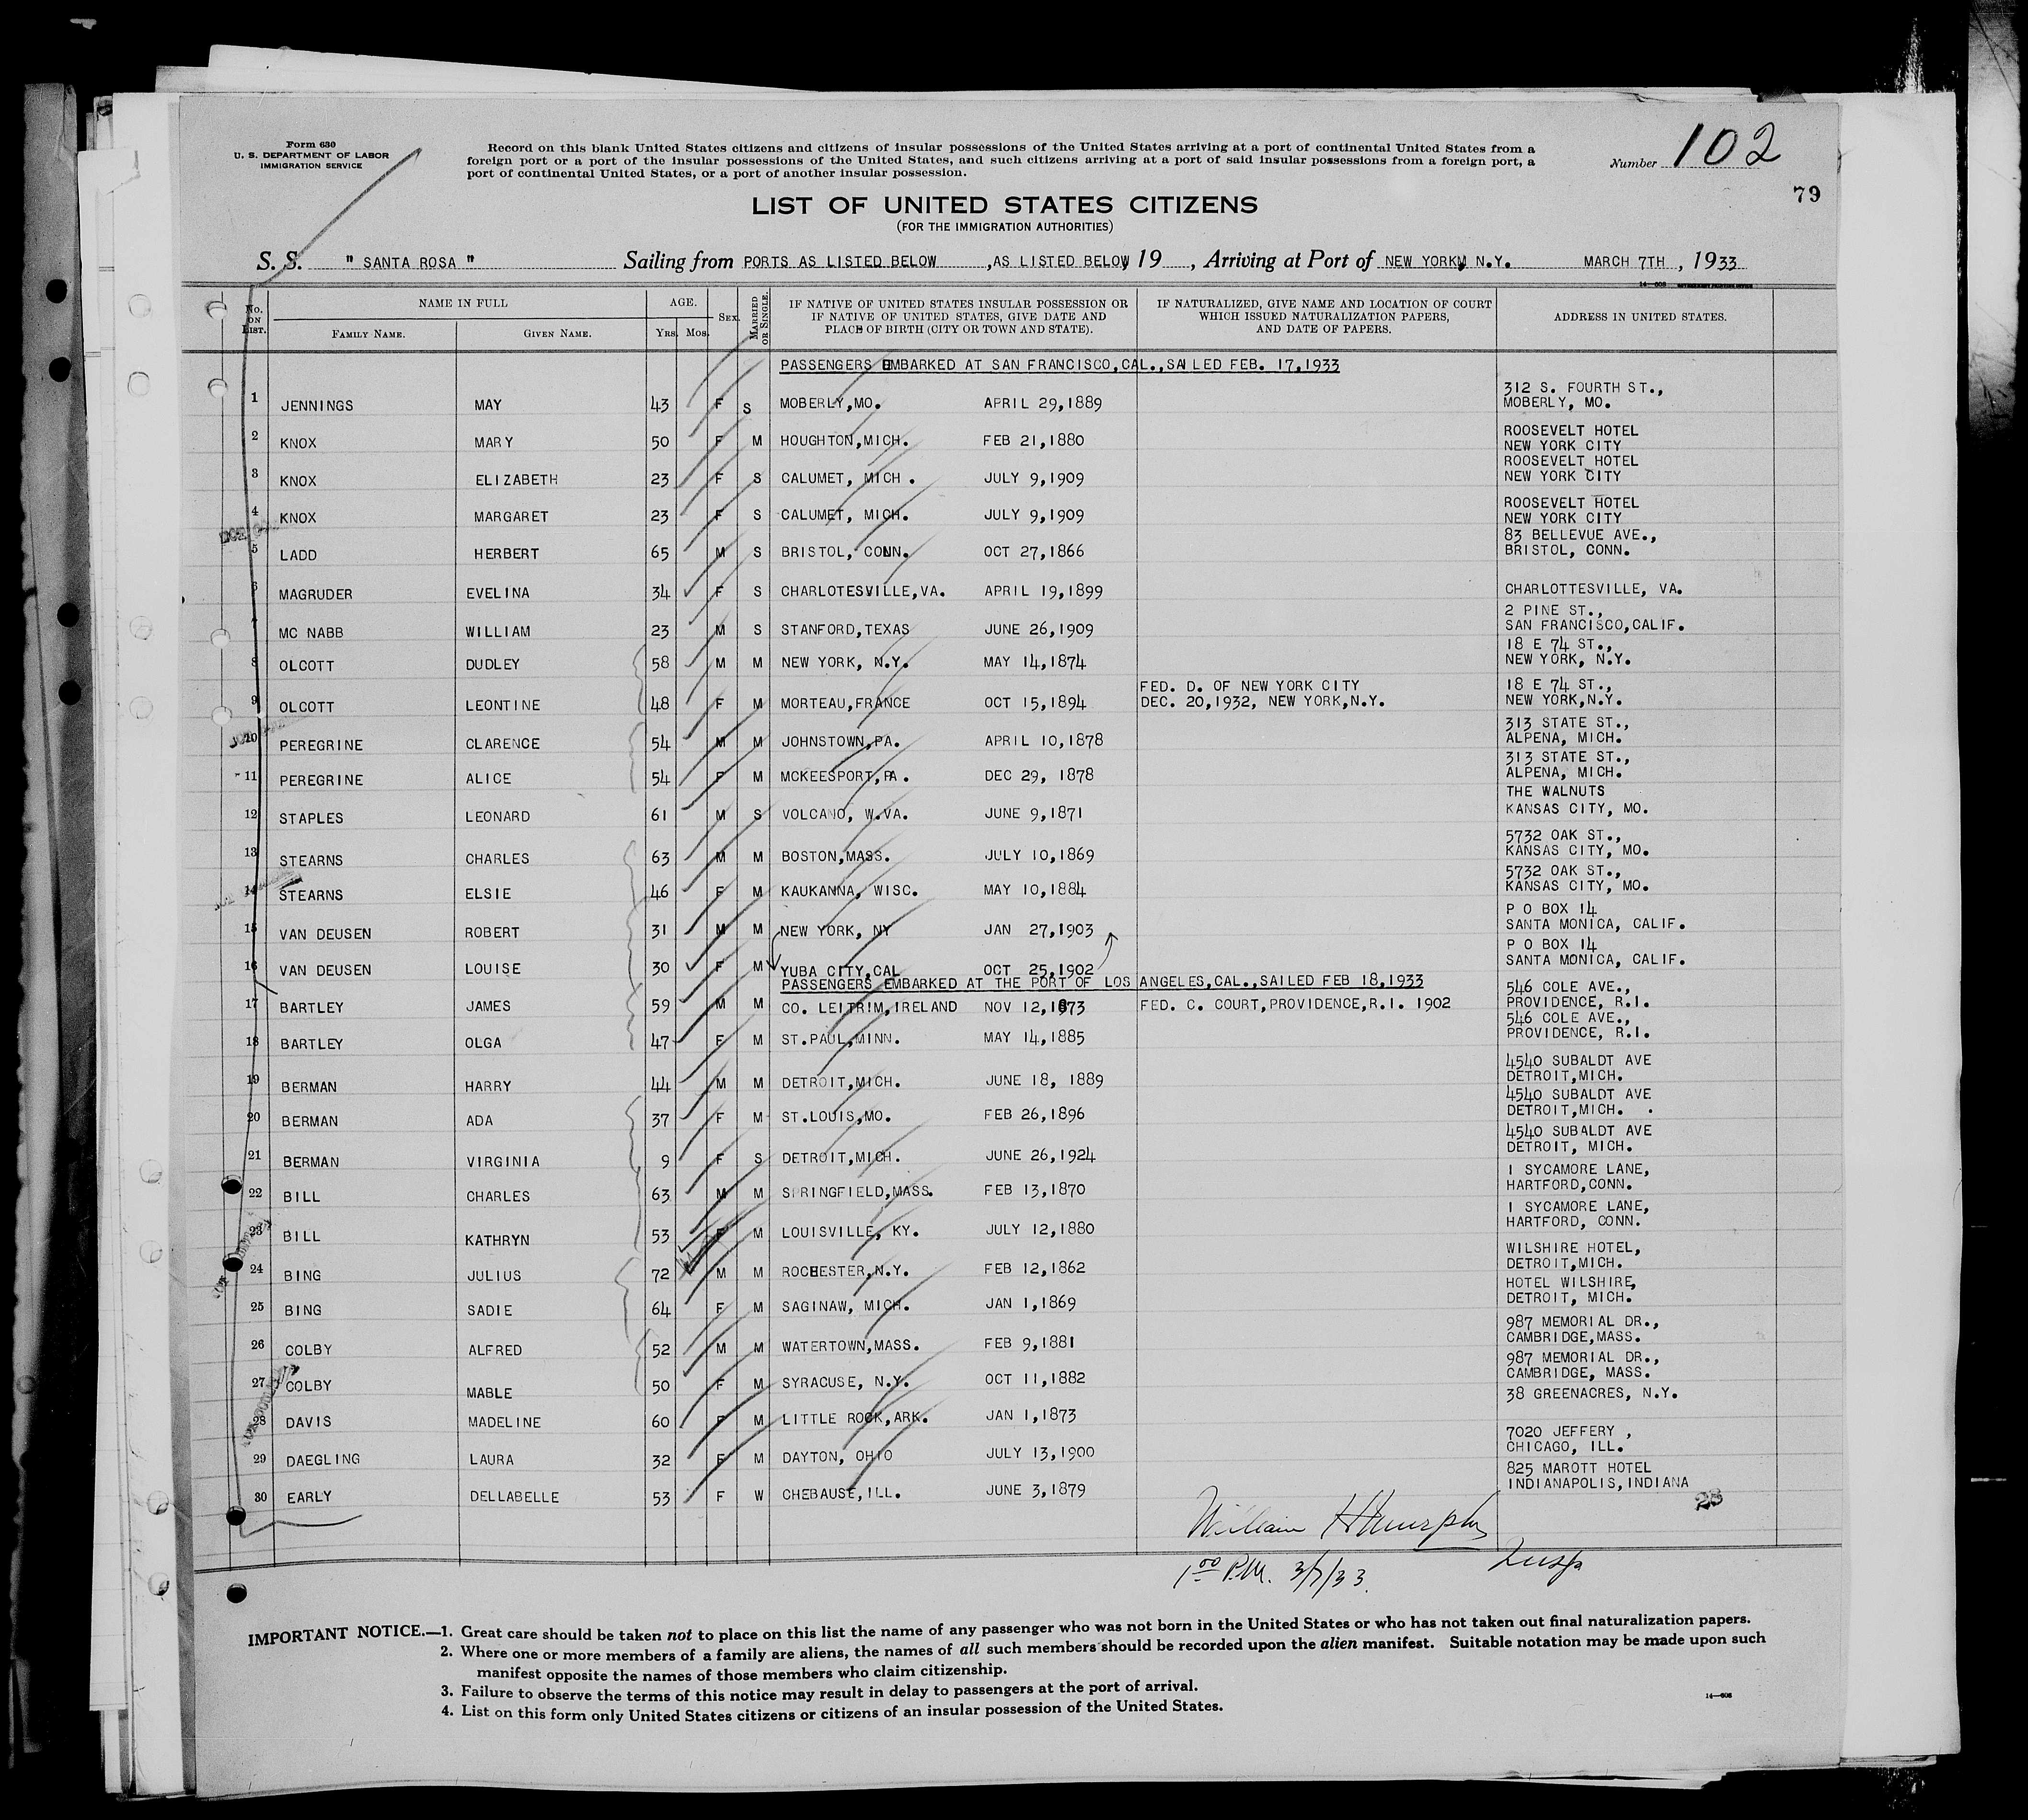 Form 630
U. S. DEPARTMENT OF LABOR
IMMIGRATION SERVICE
Record on this blank United States citizens and citizens of insular possessions of the United States arriving at a port of continental United States from a
foreign port or a port of the insular possessions of the United States, and such citizens arriving at a port of said insular possessions from a foreign port, a
port of continental United States, or a port of another insular possession.
Number 102
79
LIST OF UNITED STATES CITIZENS
(FOR THE IMMIGRATION AUTHORITIES)
S. S. " SANTA ROSA " Sailing from PORTS AS LISTED BELOW ,AS LISTED BELOW, 19 , Arriving at Port of NEW YORK, N.Y. MARCH 7TH , 1933
No. ON LIST. NAME IN FULL AGE. SEX. MARRIED OR SINGLE. IF NATIVE OF UNITED STATES INSULAR POSSESSION OR IF NATIVE OF UNITED STATES, GIVE DATE AND PLACE OF BIRTH (CITY OR TOWN AND STATE). IF NATURALIZED, GIVE NAME AND LOCATION OF COURT WHICH ISSUED NATURALIZATION PAPERS, AND DATE OF PAPERS. ADDRESS IN UNITED STATES.
FAMILY NAME. GIVEN NAME. Yrs. Mos.
PASSENGERS EMBARKED AT SAN FRANCISCO,CAL.,SAILED FEB. 17,1933
1 JENNINGS MAY 43 F S MOBERLY,MO. APRIL 29,1889 312 S. FOURTH ST., MOBERLY, MO.
2 KNOX MARY 50 F M HOUGHTON,MICH. FEB 21,1880 ROOSEVELT HOTEL NEW YORK CITY
3 KNOX ELIZABETH 23 F S CALUMET, MICH . JULY 9,1909 ROOSEVELT HOTEL NEW YORK CITY
4 KNOX MARGARET 23 F S CALUMET, MICH. JULY 9,1909 ROOSEVELT HOTEL NEW YORK CITY
5 LADD HERBERT 65 M S BRISTOL, CONN. OCT 27,1866 83 BELLEVUE AVE., BRISTOL, CONN.
6 MAGRUDER EVELINA 34 F S CHARLOTESVILLE,VA. APRIL 19,1899 CHARLOTTESVILLE, VA.
7 MC NABB WILLIAM 23 M S STANFORD,TEXAS JUNE 26,1909 2 PINE ST., SAN FRANCISCO,CALIF.
8 OLCOTT DUDLEY 58 M M NEW YORK, N.Y. MAY 14,1874 18 E 74 ST., NEW YORK, N.Y.
9 OLCOTT LEONTINE 48 F M MORTEAU,FRANCE OCT 15,1894 FED. D. OF NEW YORK CITY DEC. 20,1932, NEW YORK,N.Y. 18 E 74 ST., NEW YORK,N.Y.
10 PEREGRINE CLARENCE 54 M M JOHNSTOWN,PA. APRIL 10,1878 313 STATE ST., ALPENA, MICH.
11 PEREGRINE ALICE 54 F M MCKEESPORT,PA. DEC 29, 1878 313 STATE ST., ALPENA, MICH.
12 STAPLES LEONARD 61 M S VOLCANO, W.VA. JUNE 9,1871 THE WALNUTS KANSAS CITY, MO.
13 STEARNS CHARLES 63 M M BOSTON,MASS. JULY 10,1869 5732 OAK ST., KANSAS CITY, MO.
14 STEARNS ELSIE 46 F M KAUKANNA, WISC. MAY 10,1884 5732 OAK ST., KANSAS CITY, MO.
15 VAN DEUSEN ROBERT 31 M M NEW YORK, NY JAN 27,1903 P O BOX 14 SANTA MONICA, CALIF.
16 VAN DEUSEN LOUISE 30 F M YUBA CITY,CAL OCT 25,1902 P O BOX 14 SANTA MONICA, CALIF.
PASSENGERS EMBARKED AT THE PORT OF LOS ANGELES,CAL.,SAILED FEB 18,1933
17 BARTLEY JAMES 59 M M CO. LEITRIM,IRELAND NOV 12,1873 FED. C. COURT,PROVIDENCE,R.I. 1902 546 COLE AVE., PROVIDENCE, R.I.
18 BARTLEY OLGA 47 F M ST.PAUL,MINN. MAY 14,1885 546 COLE AVE., PROVIDENCE, R.I.
19 BERMAN HARRY 44 M M DETROIT,MICH. JUNE 18, 1889 4540 SUBALDT AVE DETROIT,MICH.
20 BERMAN ADA 37 F M ST.LOUIS,MO. FEB 26,1896 4540 SUBALDT AVE DETROIT,MICH.
21 BERMAN VIRGINIA 9 F S DETROIT,MICH. JUNE 26,1924 4540 SUBALDT AVE DETROIT, MICH.
22 BILL CHARLES 63 M M SPRINGFIELD,MASS. FEB 13,1870 1 SYCAMORE LANE, HARTFORD,CONN.
23 BILL KATHRYN 53 F M LOUISVILLE, KY. JULY 12,1880 1 SYCAMORE LANE, HARTFORD, CONN.
24 BING JULIUS 72 M M ROCHESTER,N.Y. FEB 12,1862 WILSHIRE HOTEL, DETROIT,MICH.
25 BING SADIE 64 F M SAGINAW, MICH. JAN 1,1869 HOTEL WILSHIRE, DETROIT, MICH.
26 COLBY ALFRED 52 M M WATERTOWN,MASS. FEB 9,1881 987 MEMORIAL DR., CAMBRIDGE,MASS.
27 COLBY MABLE 50 F M SYRACUSE, N.Y. OCT 11,1882 987 MEMORIAL DR., CAMBRIDGE, MASS.
28 DAVIS MADELINE 60 F M LITTLE ROCK,ARK. JAN 1,1873 38 GREENACRES, N.Y.
29 DAEGLING LAURA 32 F M DAYTON, OHIO JULY 13,1900 7020 JEFFERY , CHICAGO, ILL.
30 EARLY DELLABELLE 53 F W CHEBAUSE,ILL. JUNE 3,1879 825 MAROTT HOTEL INDIANAPOLIS,INDIANA
William H Murphy
Insp
1 00 P.M. 3/7/33.
IMPORTANT NOTICE.—1. Great care should be taken not to place on this list the name of any passenger who was not born in the United States or who has not taken out final naturalization papers.
2. Where one or more members of a family are aliens, the names of all such members should be recorded upon the alien manifest. Suitable notation may be made upon such
manifest opposite the names of those members who claim citizenship.
3. Failure to observe the terms of this notice may result in delay to passengers at the port of arrival.
4. List on this form only United States citizens or citizens of an insular possession of the United States.